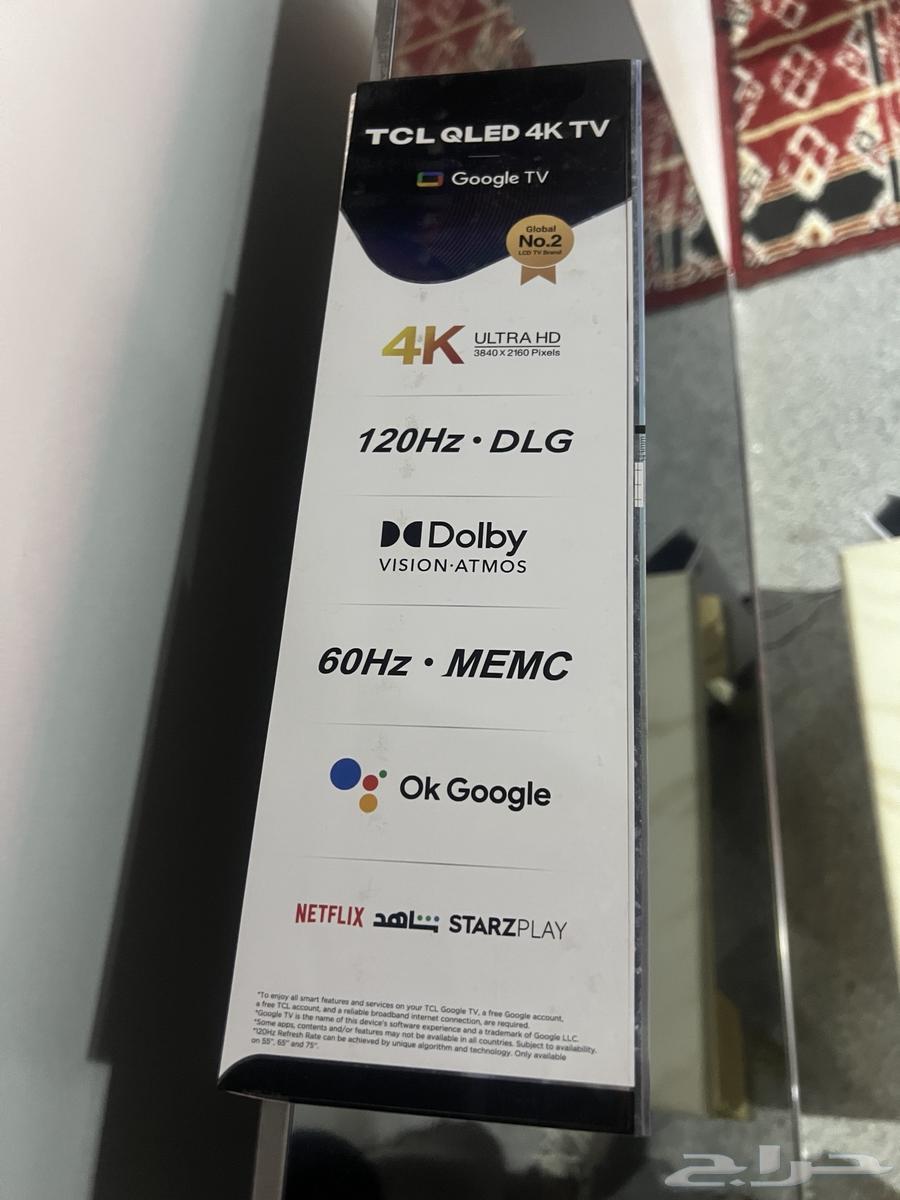 TCL QLED 4K TV
Google TV
Global
No.2
LCD TV Brand
4K ULTRA HD
3840 X 2160 Pixels
120Hz • DLG
Dolby
VISION·ATMOS
60Hz • MEMC
Ok Google
NETFLIX شاهد STARZPLAY
*To enjoy all smart features and services on your TCL Google TV, a free Google account,
a free TCL account, and a reliable broadband internet connection, are required.
*Google TV is the name of this device's software experience and a trademark of Google LLC.
*Some apps, contents and/or features may not be available in all countries. Subject to availability.
*120Hz Refresh Rate can be achieved by unique algorithm and technology. Only available
on 55", 65" and 75".
حراج